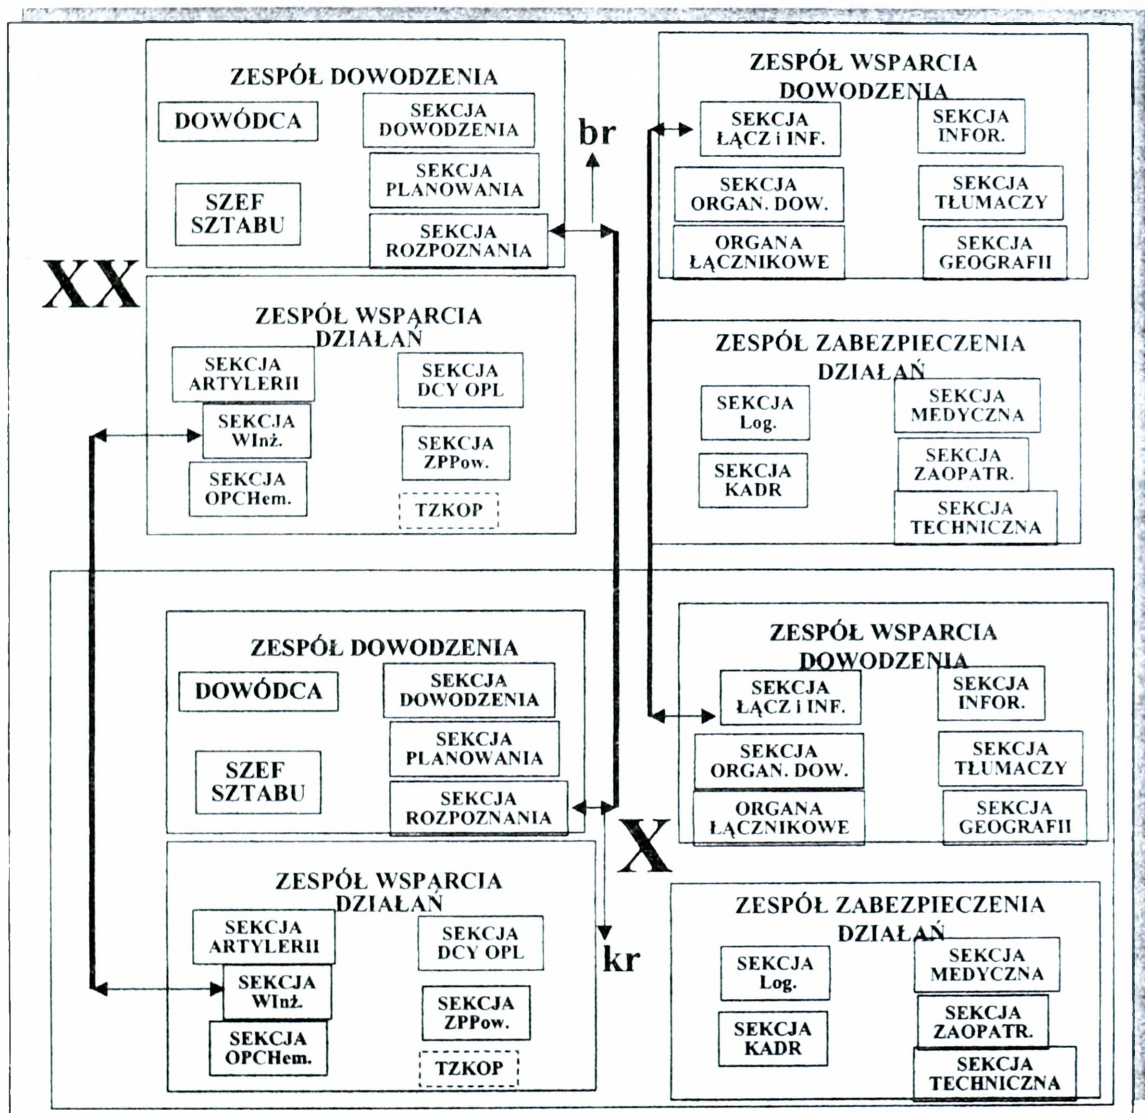 ZESPÓŁ DOWODZENIA
DOWÓDCA
SEKCJA
DOWODZENIA
SEKCJA
PLANOWANIA
SZEF
SZTABU
SEKCJA
ROZPOZNANIA
br
ZESPÓŁ WSPARCIA
DOWODZENIA
SEKCJA
ŁĄCZ i INF.
SEKCJA
INFOR.
SEKCJA
ORGAN. DOW.
SEKCJA
TŁUMACZY
ORGANA
ŁĄCZNIKOWE
SEKCJA
GEOGRAFII
XX
ZESPÓŁ WSPARCIA
DZIAŁAŃ
SEKCJA
ARTYLERII
SEKCJA
DCY OPL
SEKCJA
WInż.
SEKCJA
ZPPow.
SEKCJA
OPCHem.
TZKOP
ZESPÓŁ ZABEZPIECZENIA
DZIAŁAŃ
SEKCJA
Log.
SEKCJA
MEDYCZNA
SEKCJA
ZAOPATR.
SEKCJA
KADR
SEKCJA
TECHNICZNA
ZESPÓŁ DOWODZENIA
DOWÓDCA
SEKCJA
DOWODZENIA
SEKCJA
PLANOWANIA
SZEF
SZTABU
SEKCJA
ROZPOZNANIA
ZESPÓŁ WSPARCIA
DOWODZENIA
SEKCJA
ŁĄCZ i INF.
SEKCJA
INFOR.
SEKCJA
ORGAN. DOW.
SEKCJA
TŁUMACZY
ORGANA
ŁĄCZNIKOWE
SEKCJA
GEOGRAFII
X
ZESPÓŁ WSPARCIA
DZIAŁAŃ
SEKCJA
ARTYLERII
SEKCJA
DCY OPL
SEKCJA
WInż.
SEKCJA
ZPPow.
SEKCJA
OPCHem.
TZKOP
kr
ZESPÓŁ ZABEZPIECZENIA
DZIAŁAŃ
SEKCJA
Log.
SEKCJA
MEDYCZNA
SEKCJA
ZAOPATR.
SEKCJA
KADR
SEKCJA
TECHNICZNA